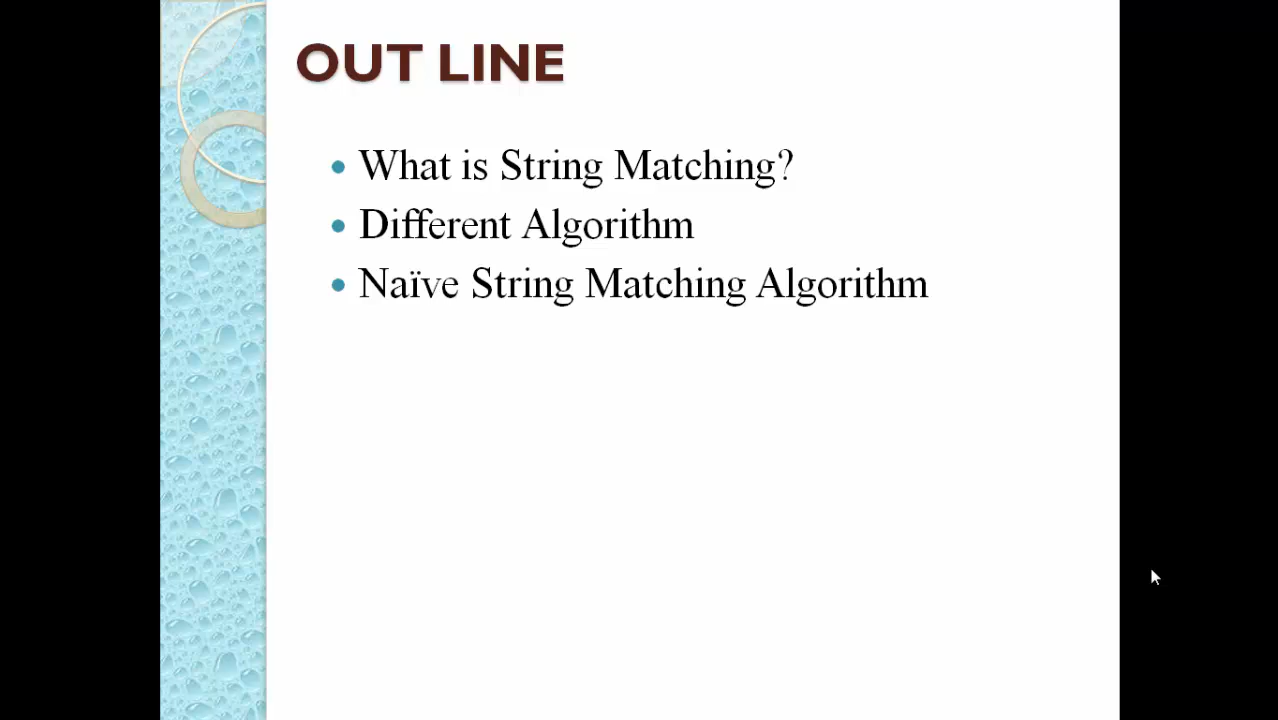 OUT LINE
• What is String Matching?
• Different Algorithm
• Naïve String Matching Algorithm